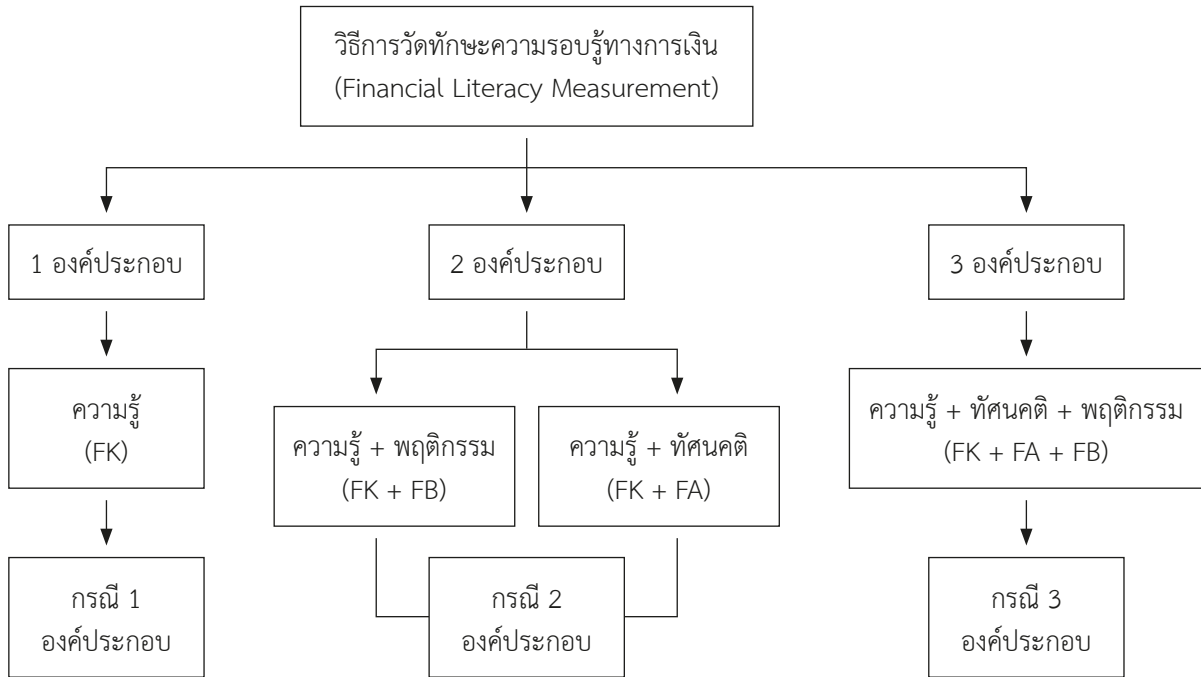 วิธีการวัดทักษะความรอบรู้ทางการเงิน
(Financial Literacy Measurement)
1 องค์ประกอบ
2 องค์ประกอบ
3 องค์ประกอบ
ความรู้
(FK)
ความรู้ + พฤติกรรม
(FK + FB)
ความรู้ + ทัศนคติ
(FK + FA)
ความรู้ + ทัศนคติ + พฤติกรรม
(FK + FA + FB)
กรณี 1
องค์ประกอบ
กรณี 2
องค์ประกอบ
กรณี 3
องค์ประกอบ